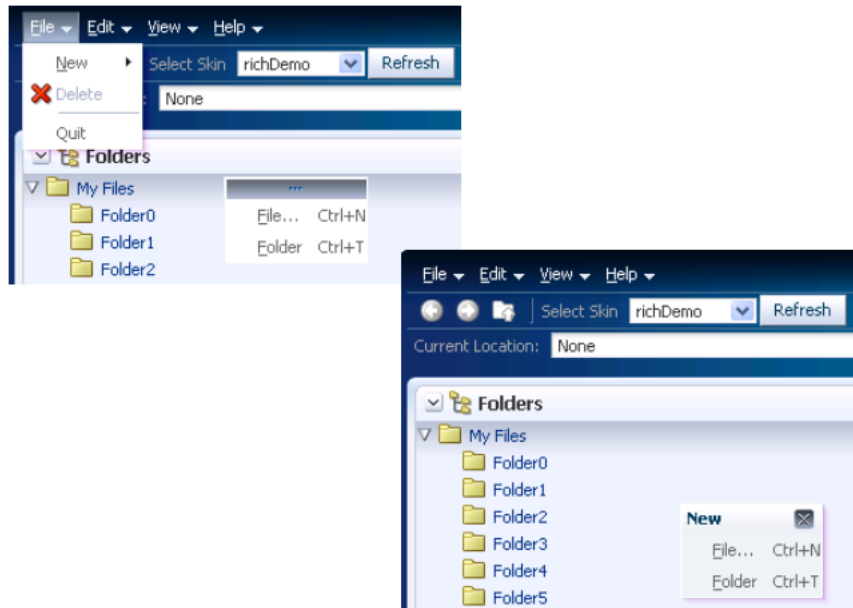 File Edit View Help
New Select Skin richDemo Refresh
Delete : None
Quit
Folders
My Files
Folder0
Folder1
Folder2
...
File... Ctrl+N
Folder Ctrl+T
File Edit View Help
Select Skin richDemo Refresh
Current Location: None
Folders
My Files
Folder0
Folder1
Folder2
Folder3
Folder4
Folder5
New
File... Ctrl+N
Folder Ctrl+T